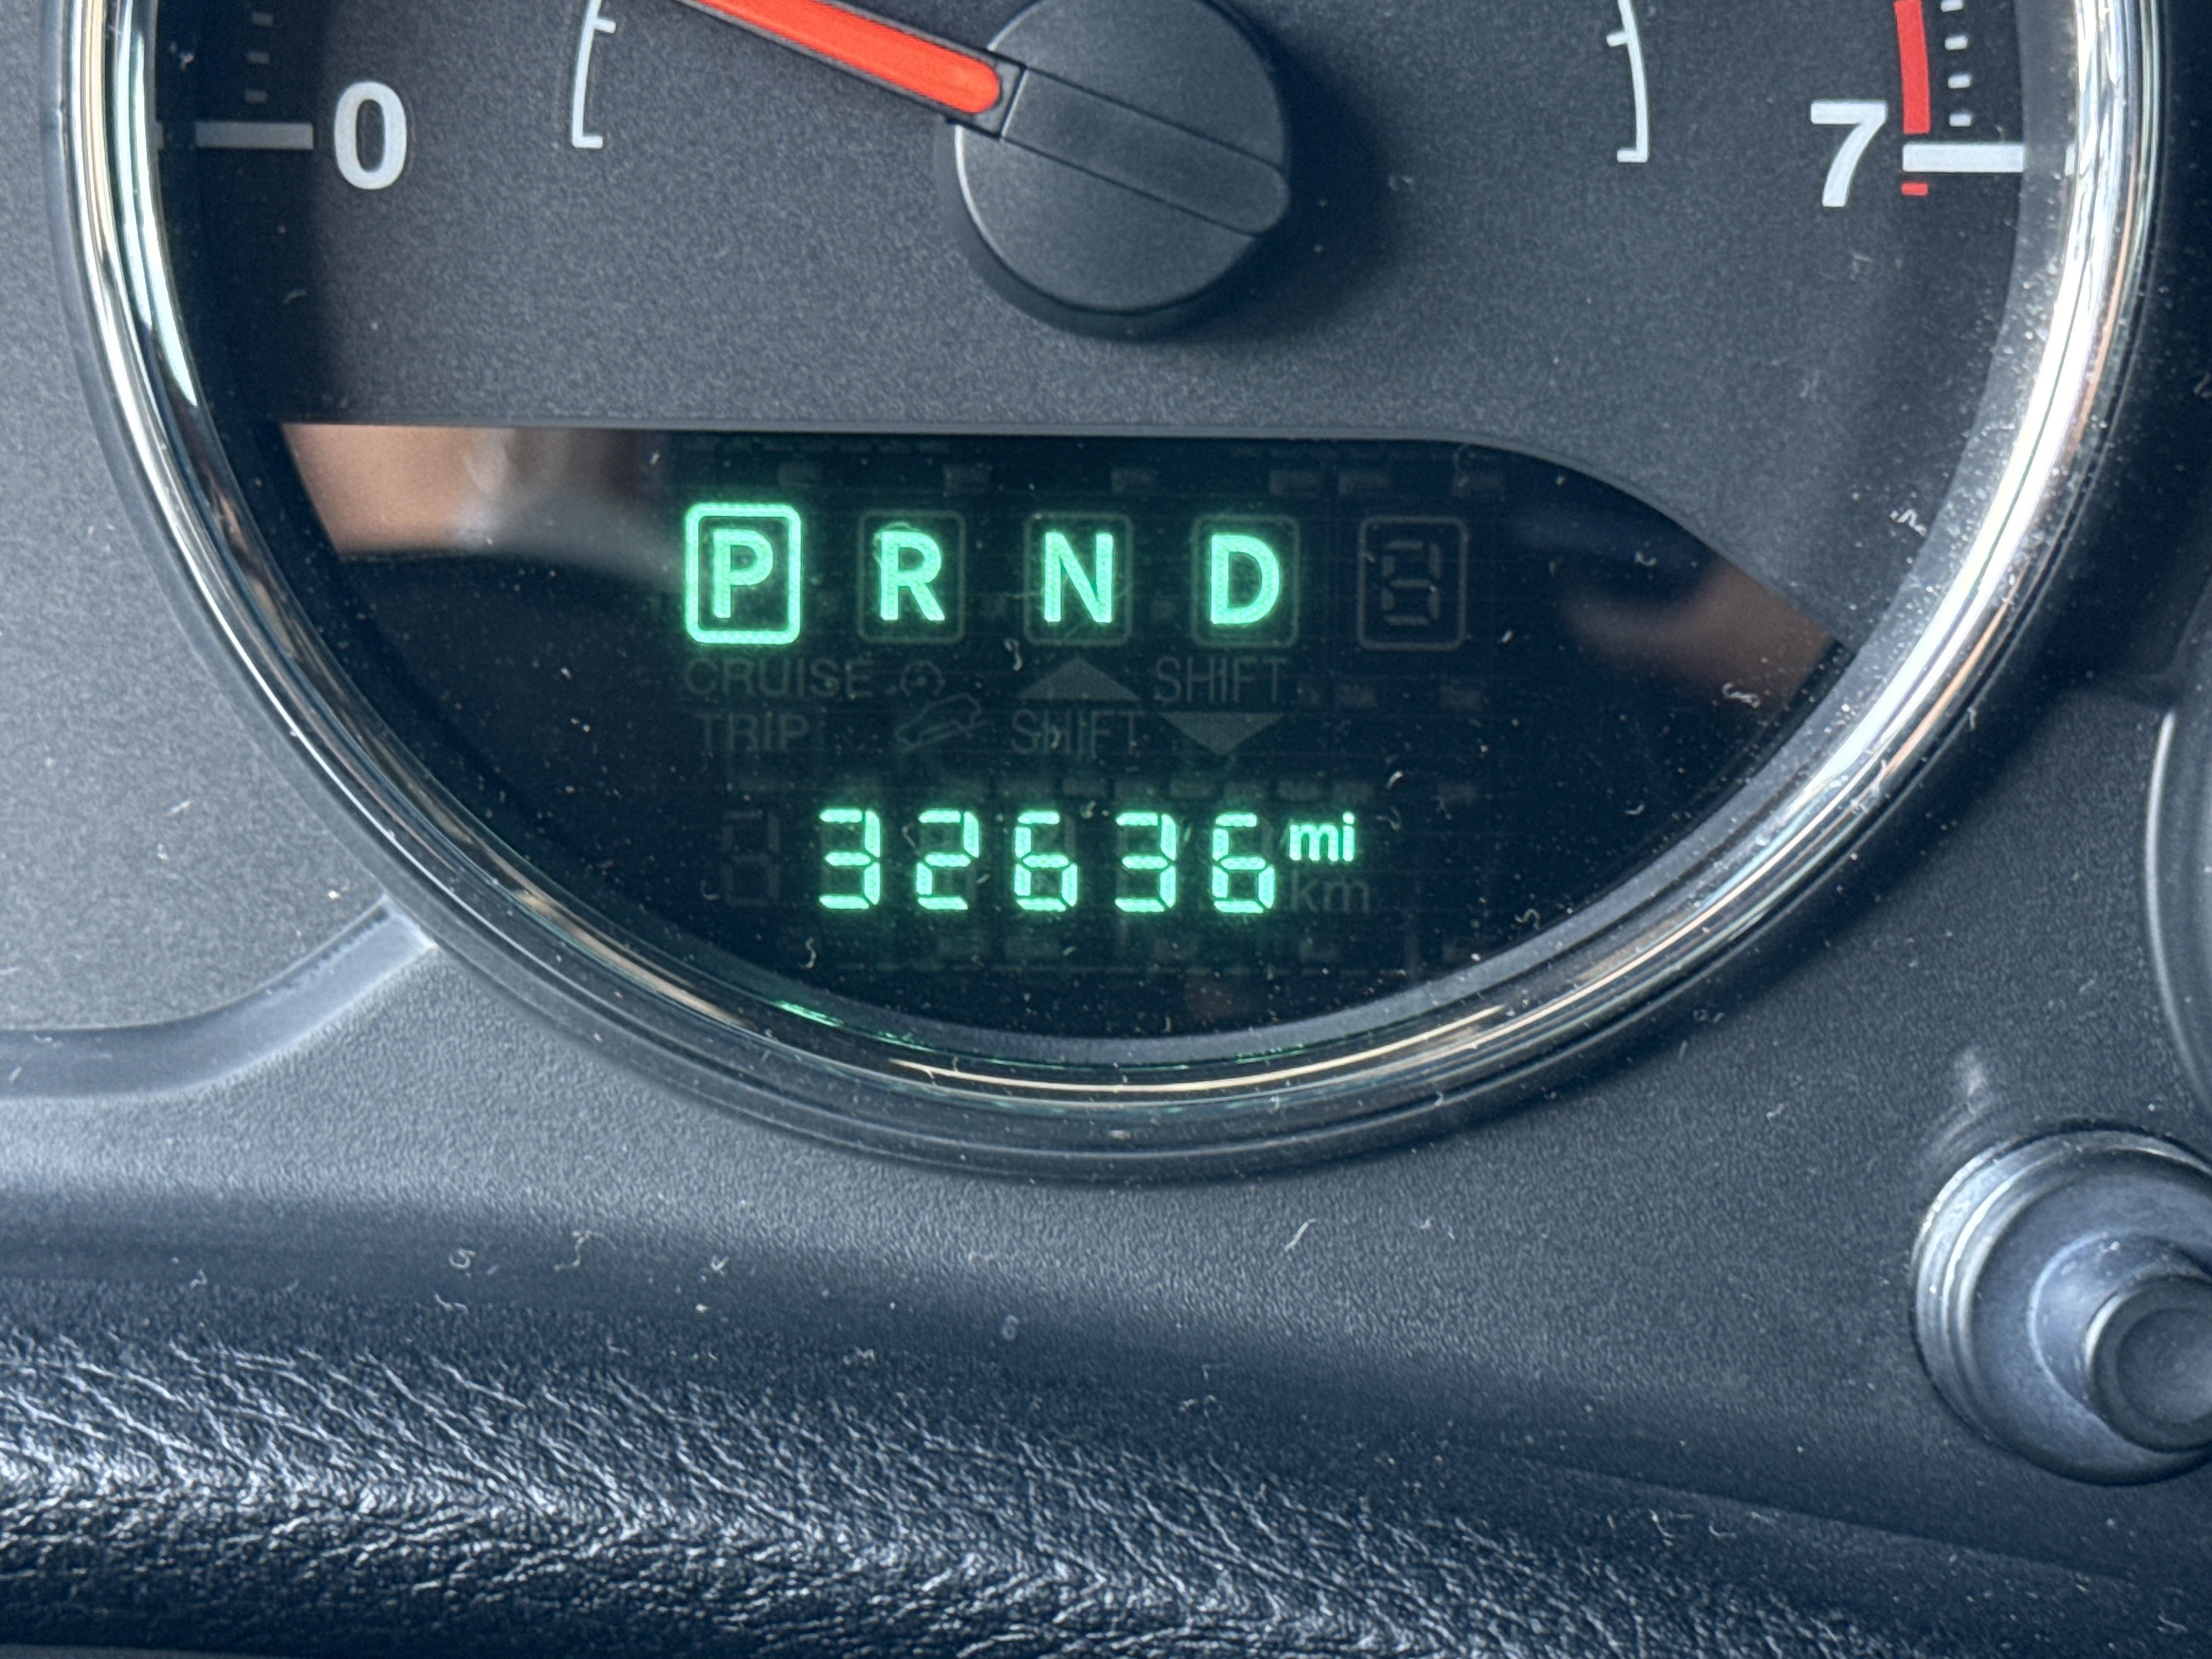 0 7
P R N D
CRUISE SHIFT
TRIP SHIFT
32636 mi
km